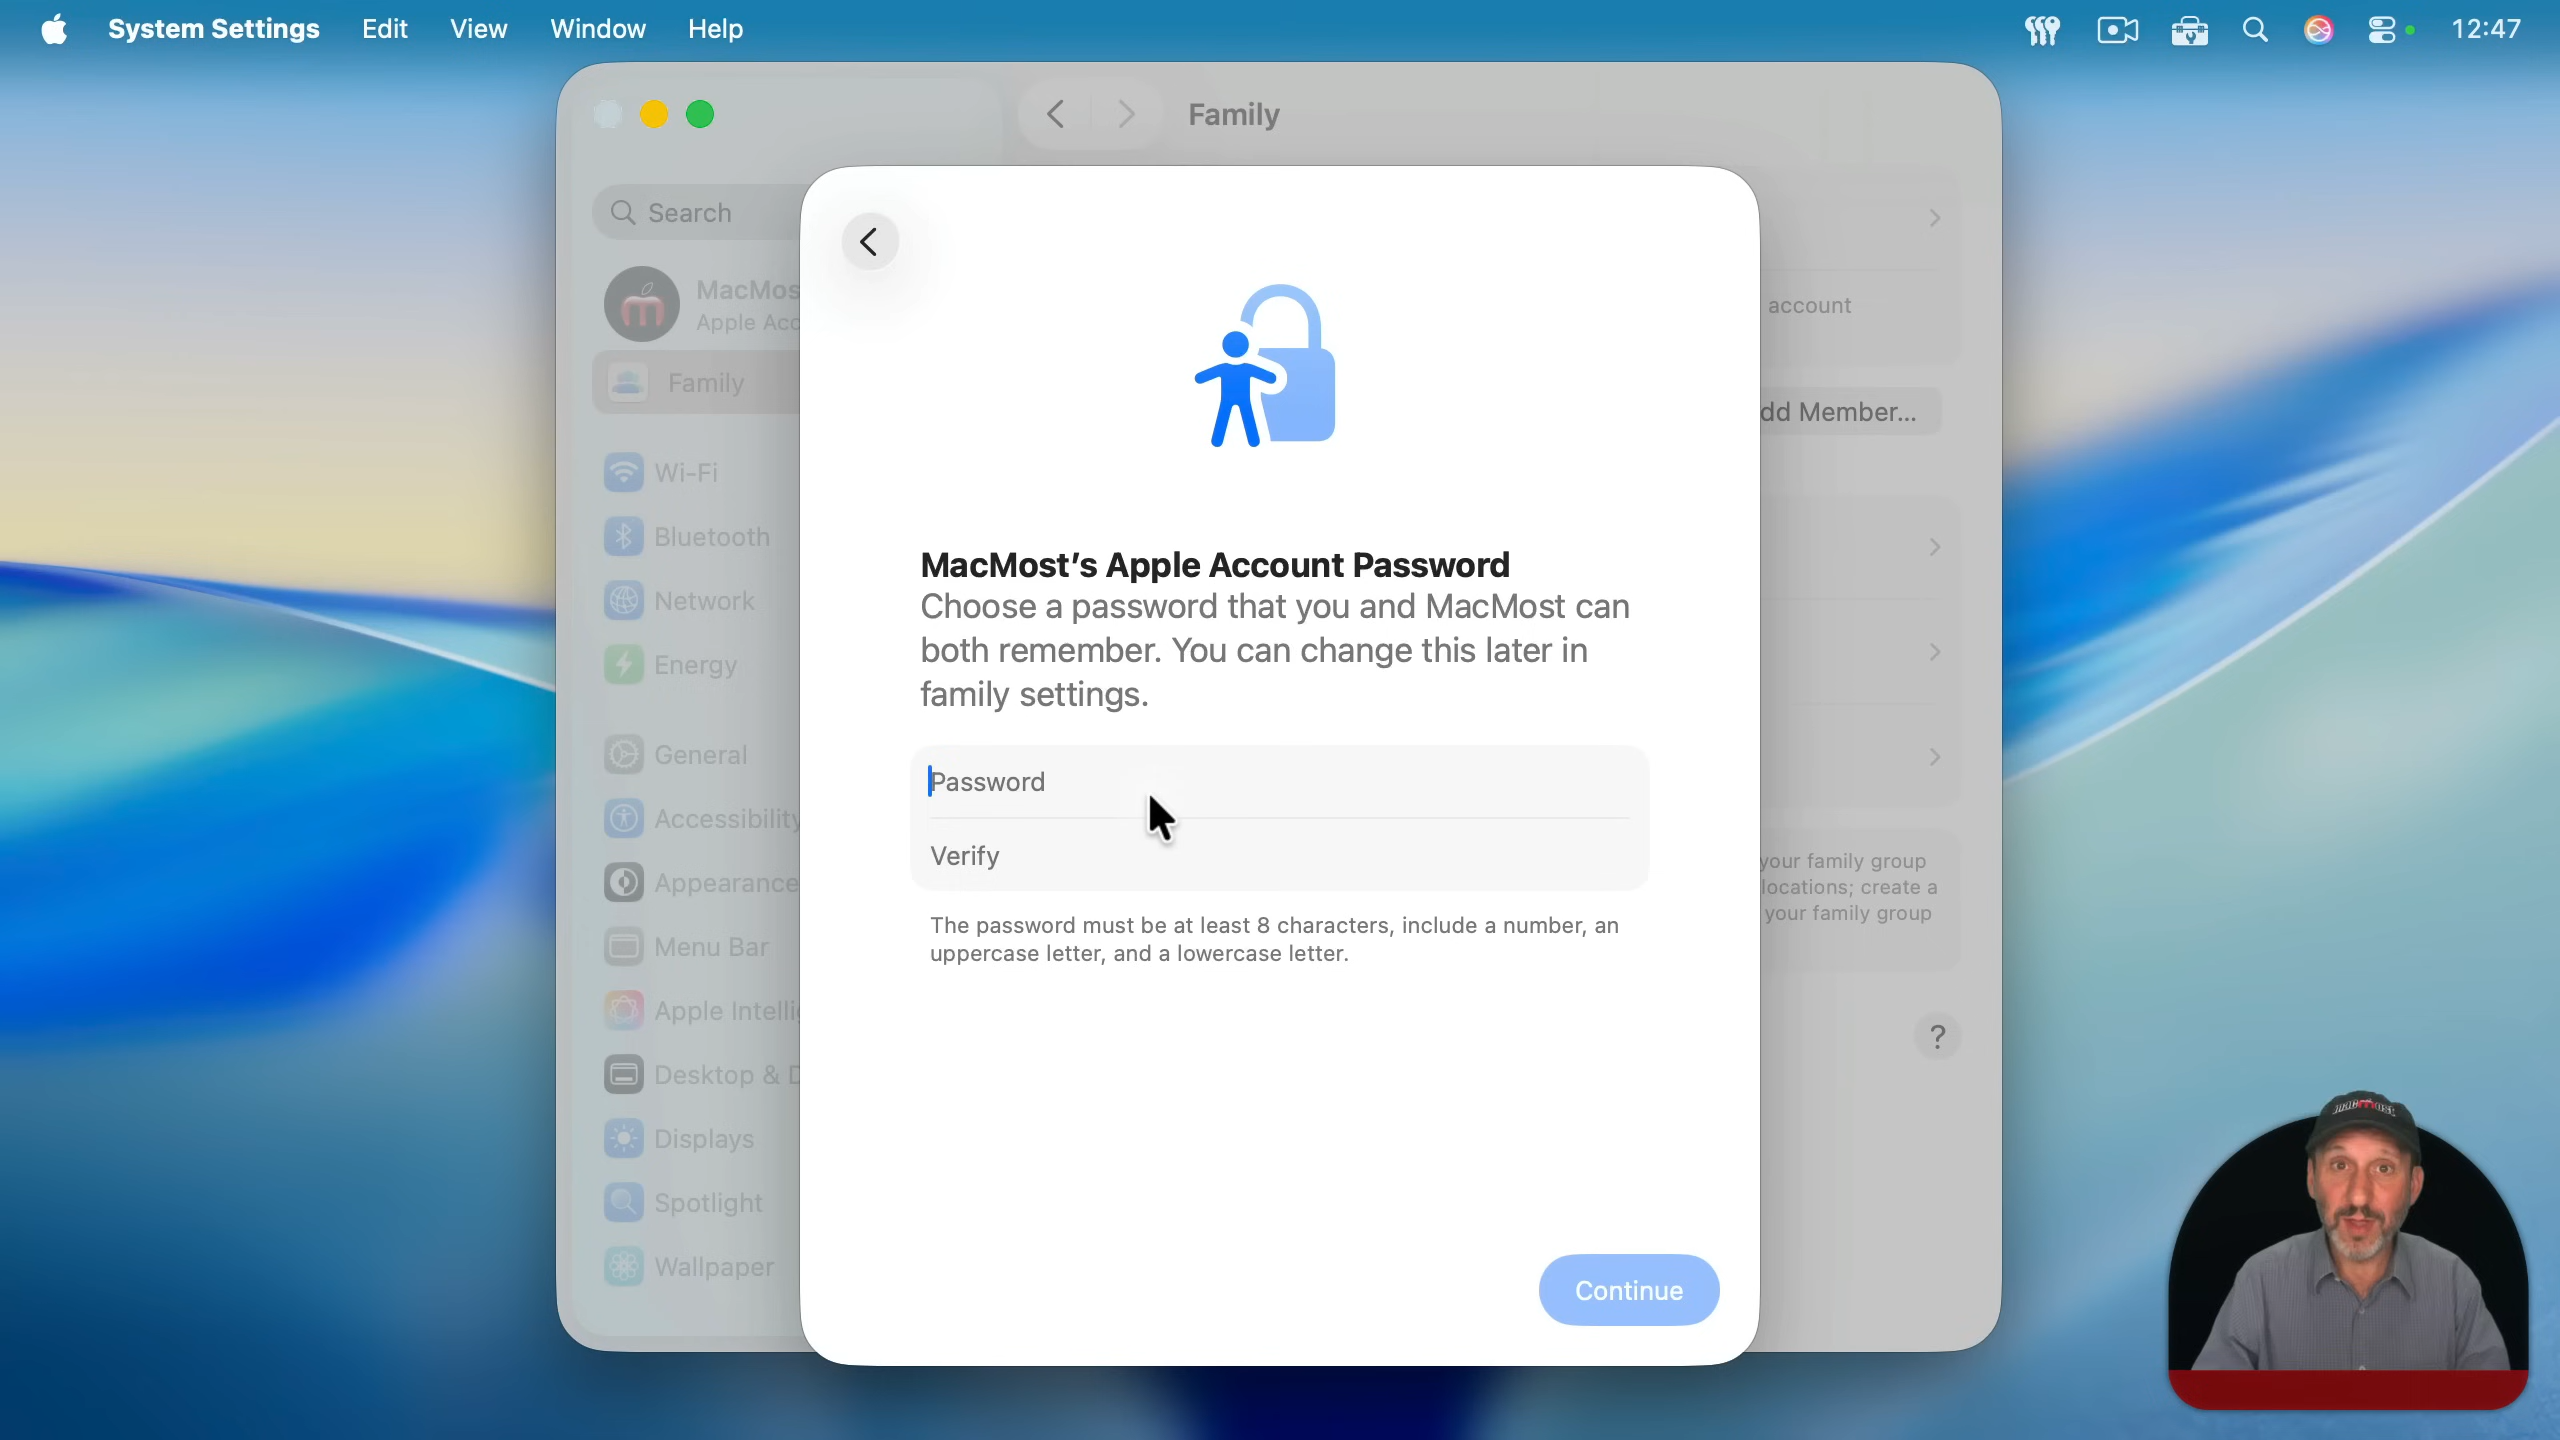 System Settings Edit View Window Help 12:47
Family
Search
MacMos
Apple Acc
account
Family
dd Member...
Wi-Fi
Bluetooth
Network
Energy
General
Accessibility
Appearance
Menu Bar
Apple Intellig
Desktop & D
Displays
Spotlight
Wallpaper
MacMost's Apple Account Password
Choose a password that you and MacMost can
both remember. You can change this later in
family settings.
Password
Verify
The password must be at least 8 characters, include a number, an
uppercase letter, and a lowercase letter.
your family group
locations; create a
your family group
?
Continue
MacMost